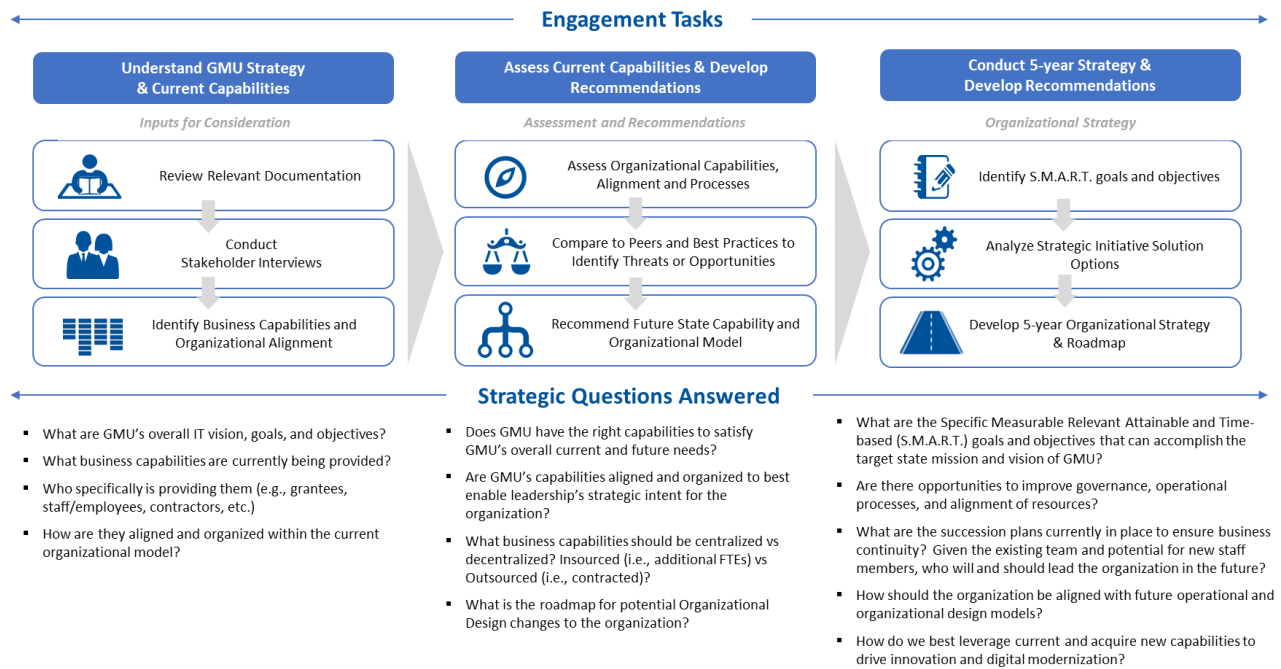 Engagement Tasks
Understand GMU Strategy
& Current Capabilities
Inputs for Consideration
Review Relevant Documentation
Conduct
Stakeholder Interviews
Identify Business Capabilities and
Organizational Alignment
Assess Current Capabilities & Develop
Recommendations
Assessment and Recommendations
Assess Organizational Capabilities,
Alignment and Processes
Compare to Peers and Best Practices to
Identify Threats or Opportunities
Recommend Future State Capability and
Organizational Model
Conduct 5-year Strategy &
Develop Recommendations
Organizational Strategy
Identify S.M.A.R.T. goals and objectives
Analyze Strategic Initiative Solution
Options
Develop 5-year Organizational Strategy
& Roadmap
Strategic Questions Answered
▪ What are GMU’s overall IT vision, goals, and objectives?
▪ What business capabilities are currently being provided?
▪ Who specifically is providing them (e.g., grantees,
staff/employees, contractors, etc.)
▪ How are they aligned and organized within the current
organizational model?
▪ Does GMU have the right capabilities to satisfy
GMU’s overall current and future needs?
▪ Are GMU’s capabilities aligned and organized to best
enable leadership’s strategic intent for the
organization?
▪ What business capabilities should be centralized vs
decentralized? Insourced (i.e., additional FTEs) vs
Outsourced (i.e., contracted)?
▪ What is the roadmap for potential Organizational
Design changes to the organization?
▪ What are the Specific Measurable Relevant Attainable and Time-
based (S.M.A.R.T.) goals and objectives that can accomplish the
target state mission and vision of GMU?
▪ Are there opportunities to improve governance, operational
processes, and alignment of resources?
▪ What are the succession plans currently in place to ensure business
continuity? Given the existing team and potential for new staff
members, who will and should lead the organization in the future?
▪ How should the organization be aligned with future operational and
organizational design models?
▪ How do we best leverage current and acquire new capabilities to
drive innovation and digital modernization?